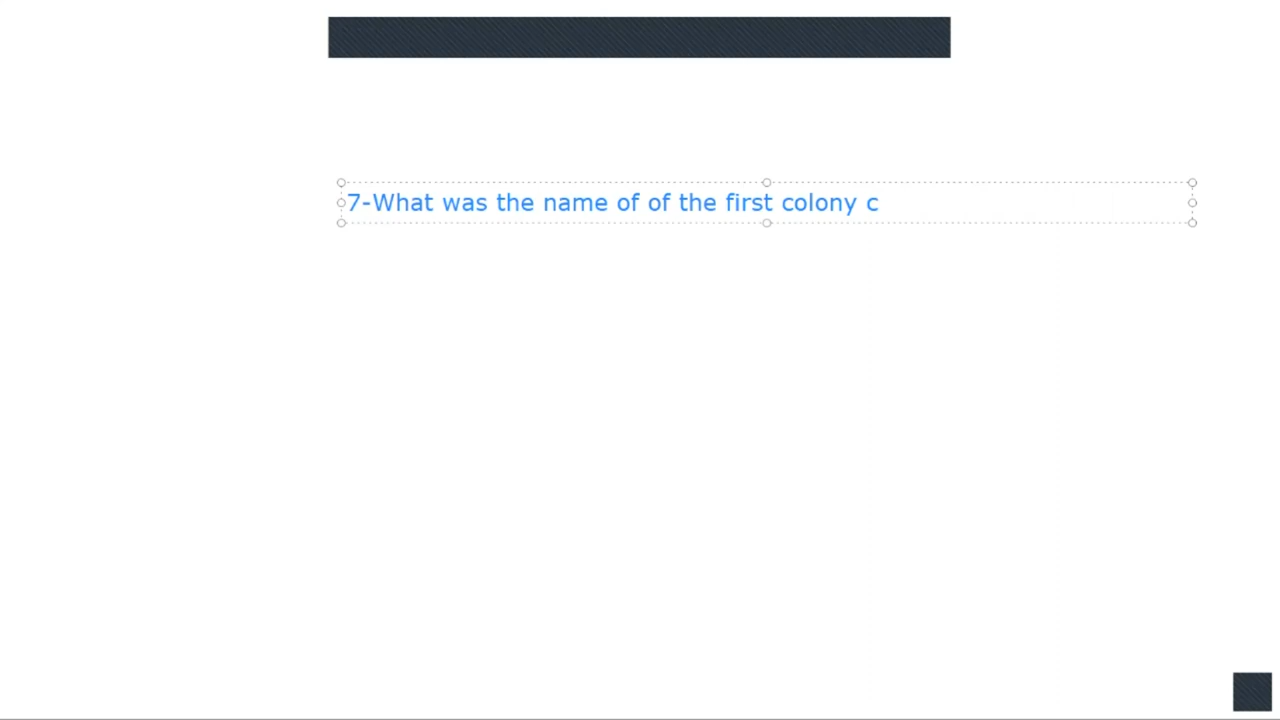 7-What was the name of of the first colony c